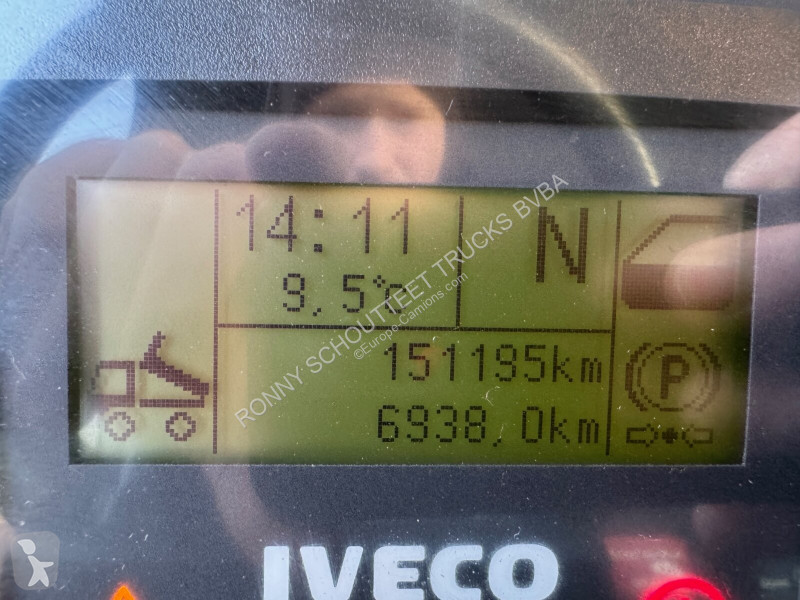 14:11
N
9,5°C
151195km
P
6938,0km
RONNY SCHOUTTEET TRUCKS BVBA
©Europe-Camions.com
IVECO